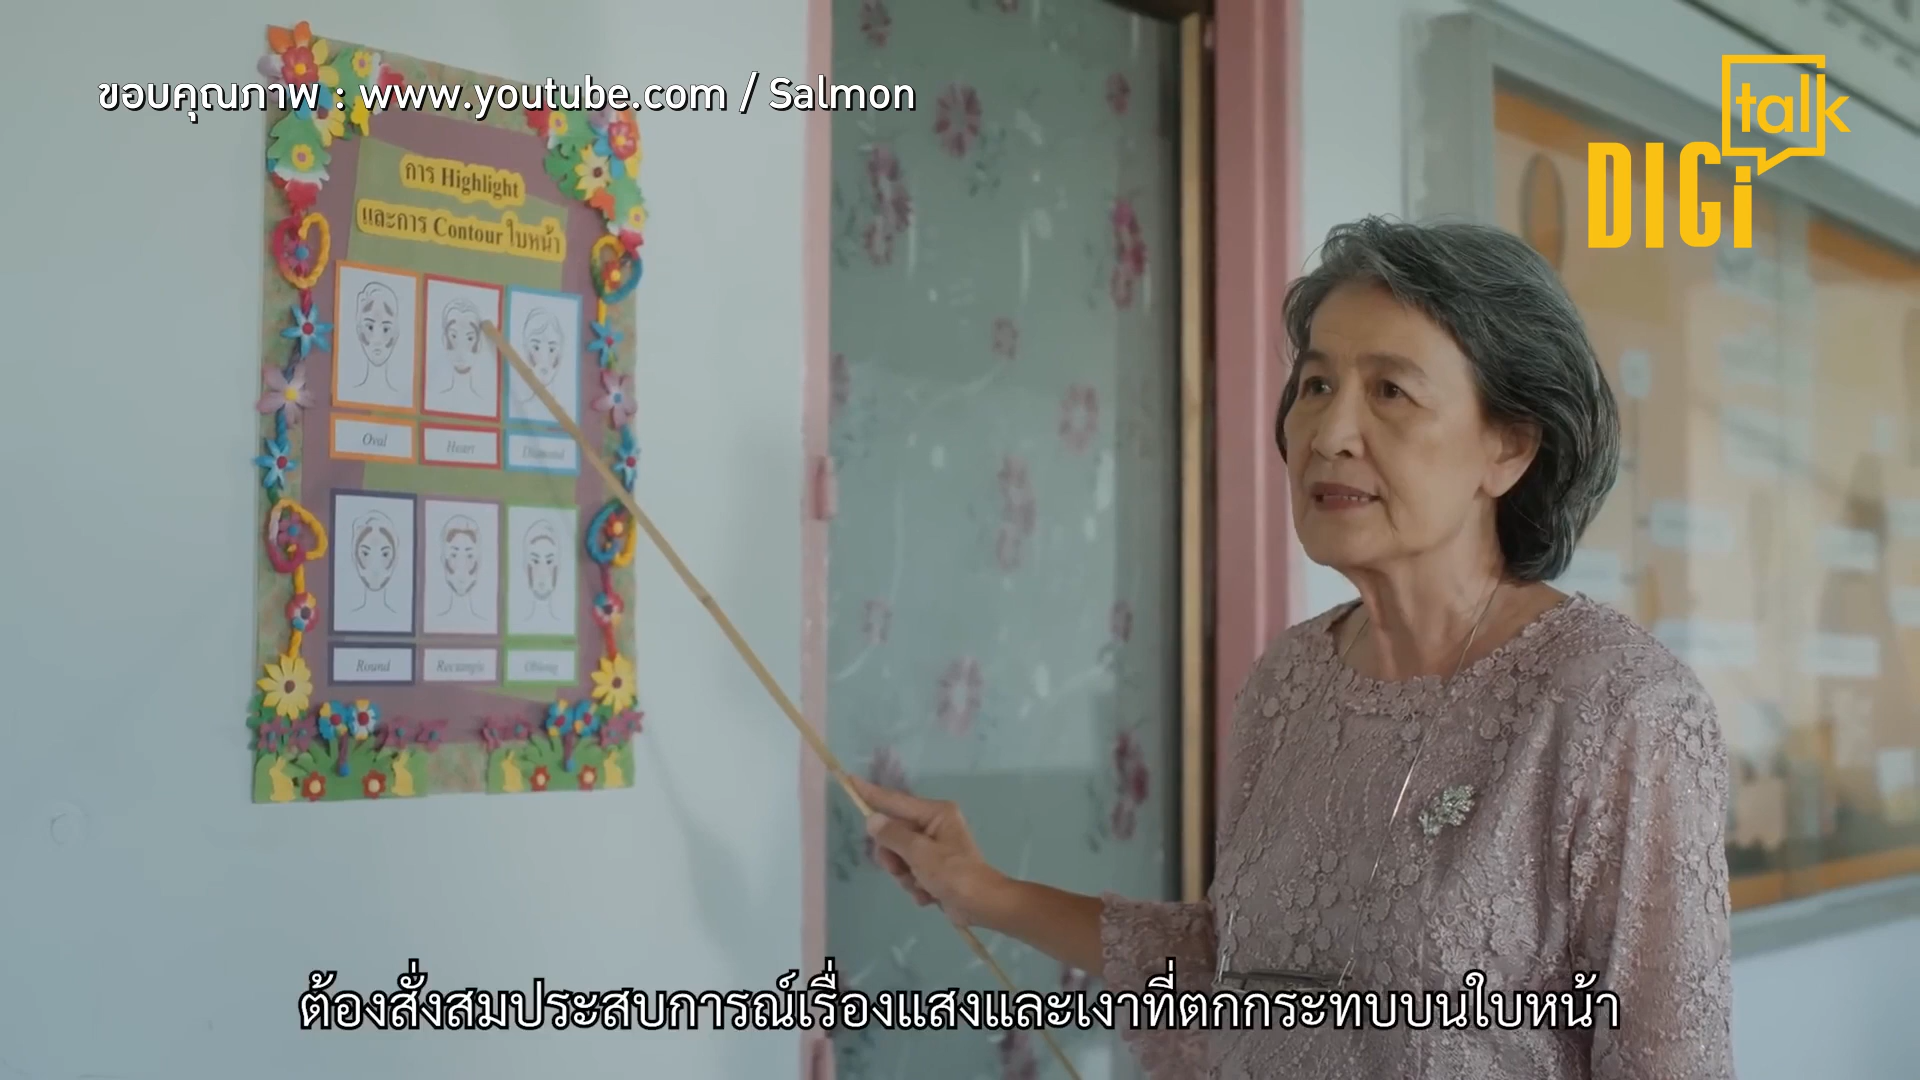 ขอบคุณภาพ : www.youtube.com / Salmon
talk
DIGi
การ Highlight
และการ Contour ใบหน้า
Oval
Heart
Diamond
Round
Rectangle
Oblong
ต้องสั่งสมประสบการณ์เรื่องแสงและเงาที่ตกกระทบบนใบหน้า